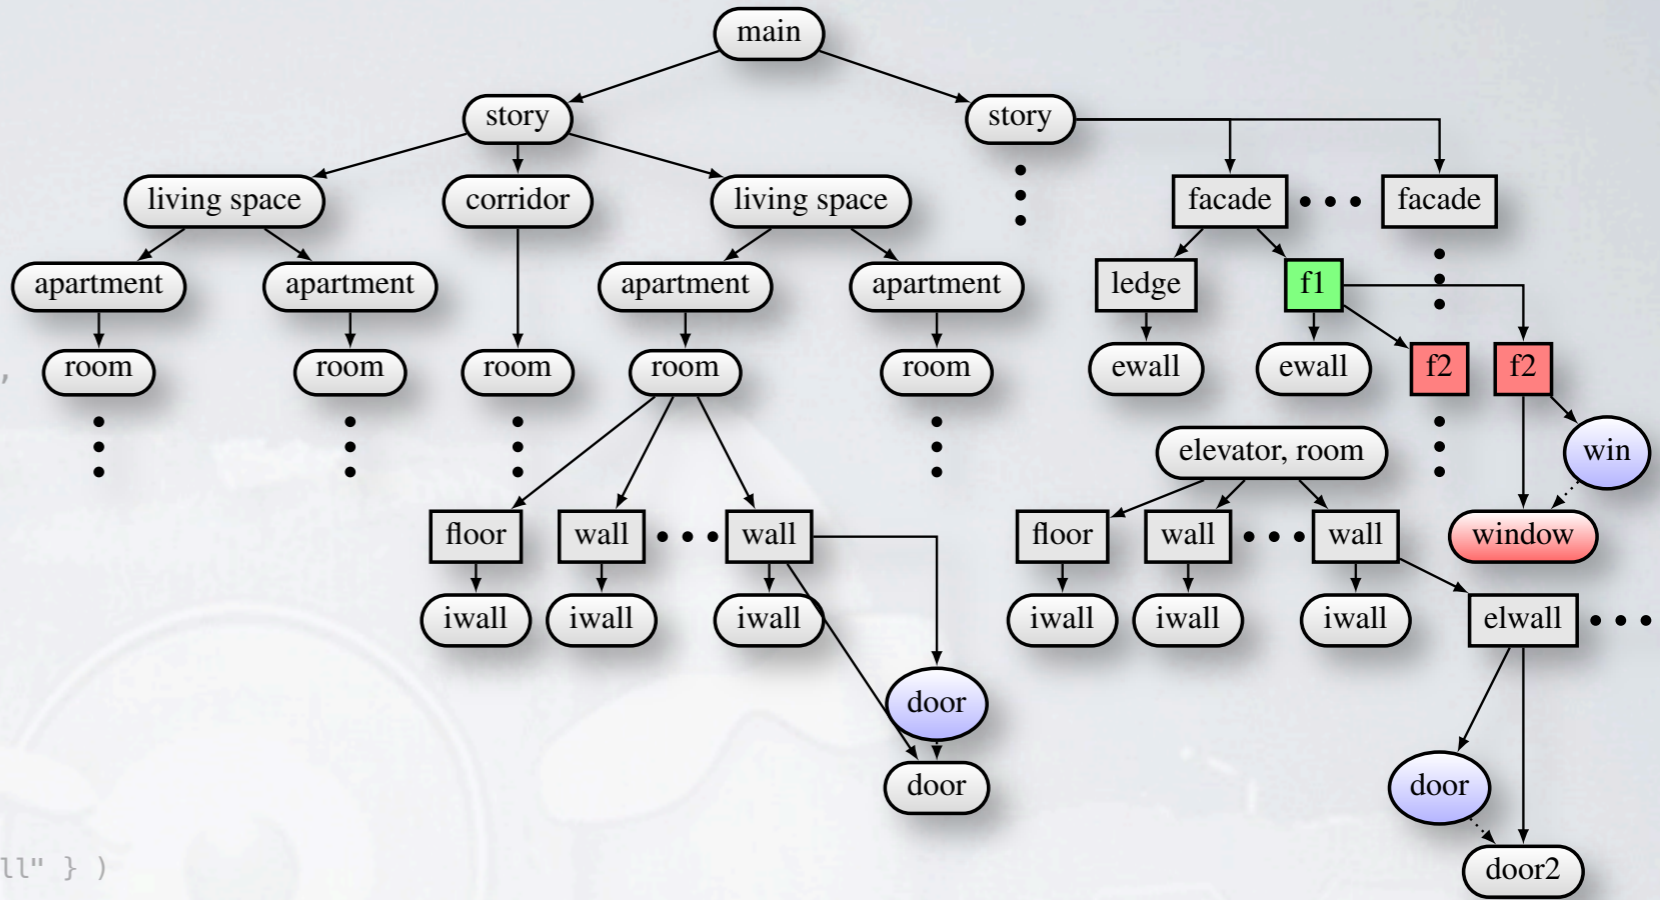 main
story story
living space corridor living space facade facade
apartment apartment apartment apartment ledge f1
room room room room room ewall ewall f2 f2
,
elevator, room win
floor wall wall floor wall wall window
iwall iwall iwall iwall iwall iwall elwall
door
door door
ll" } )
door2